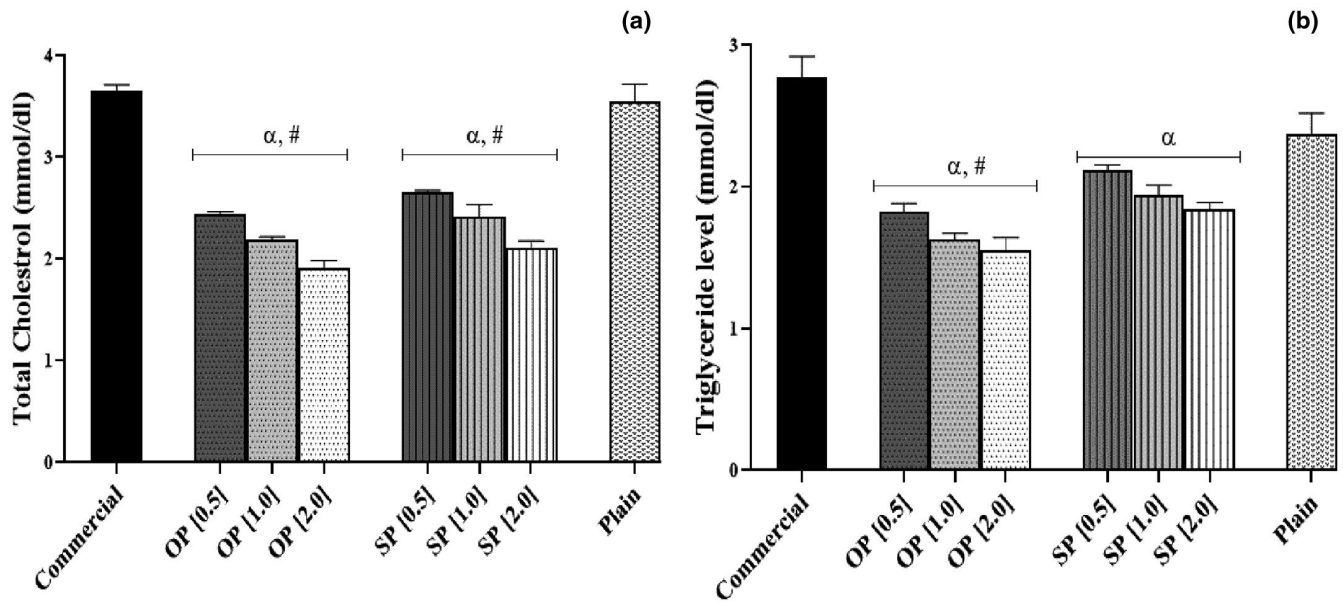 (a)
Total Cholestrol (mmol/dl)
4
3
2
1
0
α, #
α, #
Commercial
OP [0.5]
OP [1.0]
OP [2.0]
SP [0.5]
SP [1.0]
SP [2.0]
Plain
(b)
Triglyceride level (mmol/dl)
3
2
1
0
α, #
α
Commercial
OP [0.5]
OP [1.0]
OP [2.0]
SP [0.5]
SP [1.0]
SP [2.0]
Plain